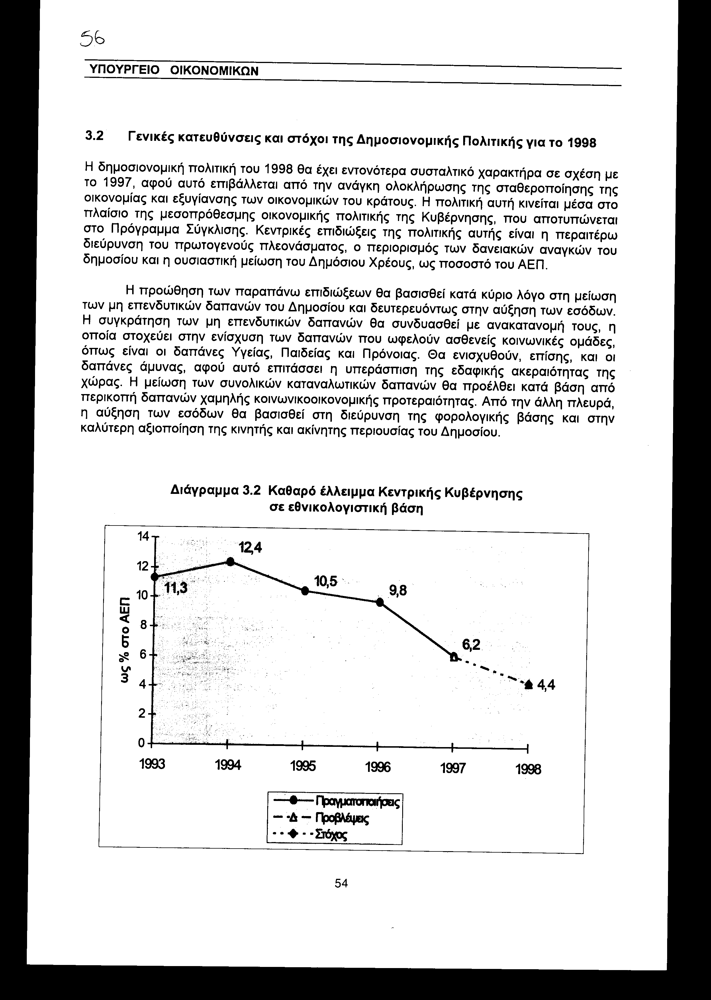 56
ΥΠΟΥΡΓΕΙΟ ΟΙΚΟΝΟΜΙΚΩΝ
3.2 Γενικές κατευθύνσεις και στόχοι της Δημοσιονομικής Πολιτικής για το 1998
Η δημοσιονομική πολιτική του 1998 θα έχει εντονότερα συσταλτικό χαρακτήρα σε σχέση με
το 1997, αφού αυτό επιβάλλεται από την ανάγκη ολοκλήρωσης της σταθεροποίησης της
οικονομίας και εξυγίανσης των οικονομικών του κράτους. Η πολιτική αυτή κινείται μέσα στο
πλαίσιο της μεσοπρόθεσμης οικονομικής πολιτικής της Κυβέρνησης, που αποτυπώνεται
στο Πρόγραμμα Σύγκλισης. Κεντρικές επιδιώξεις της πολιτικής αυτής είναι η περαιτέρω
διεύρυνση του πρωτογενούς πλεονάσματος, ο περιορισμός των δανειακών αναγκών του
δημοσίου και η ουσιαστική μείωση του Δημόσιου Χρέους, ως ποσοστό του ΑΕΠ.
Η προώθηση των παραπάνω επιδιώξεων θα βασισθεί κατά κύριο λόγο στη μείωση
των μη επενδυτικών δαπανών του Δημοσίου και δευτερευόντως στην αύξηση των εσόδων.
Η συγκράτηση των μη επενδυτικών δαπανών θα συνδυασθεί με ανακατανομή τους, η
οποία στοχεύει στην ενίσχυση των δαπανών που ωφελούν ασθενείς κοινωνικές ομάδες,
όπως είναι οι δαπάνες Υγείας, Παιδείας και Πρόνοιας. Θα ενισχυθούν, επίσης, και οι
δαπάνες άμυνας, αφού αυτό επιτάσσει η υπεράσπιση της εδαφικής ακεραιότητας της
χώρας. Η μείωση των συνολικών καταναλωτικών δαπανών θα προέλθει κατά βάση από
περικοπή δαπανών χαμηλής κοινωνικοοικονομικής προτεραιότητας. Από την άλλη πλευρά,
η αύξηση των εσόδων θα βασισθεί στη διεύρυνση της φορολογικής βάσης και στην
καλύτερη αξιοποίηση της κινητής και ακίνητης περιουσίας του Δημοσίου.
Διάγραμμα 3.2 Καθαρό έλλειμμα Κεντρικής Κυβέρνησης
σε εθνικολογιστική βάση
ως % στο ΑΕΠ
14
12
10
8
6
4
2
0
11,3
12,4
10,5
9,8
6,2
4,4
1993 1994 1995 1996 1997 1998
Πραγματοποιήσεις
Προβλέψεις
Στόχος
54